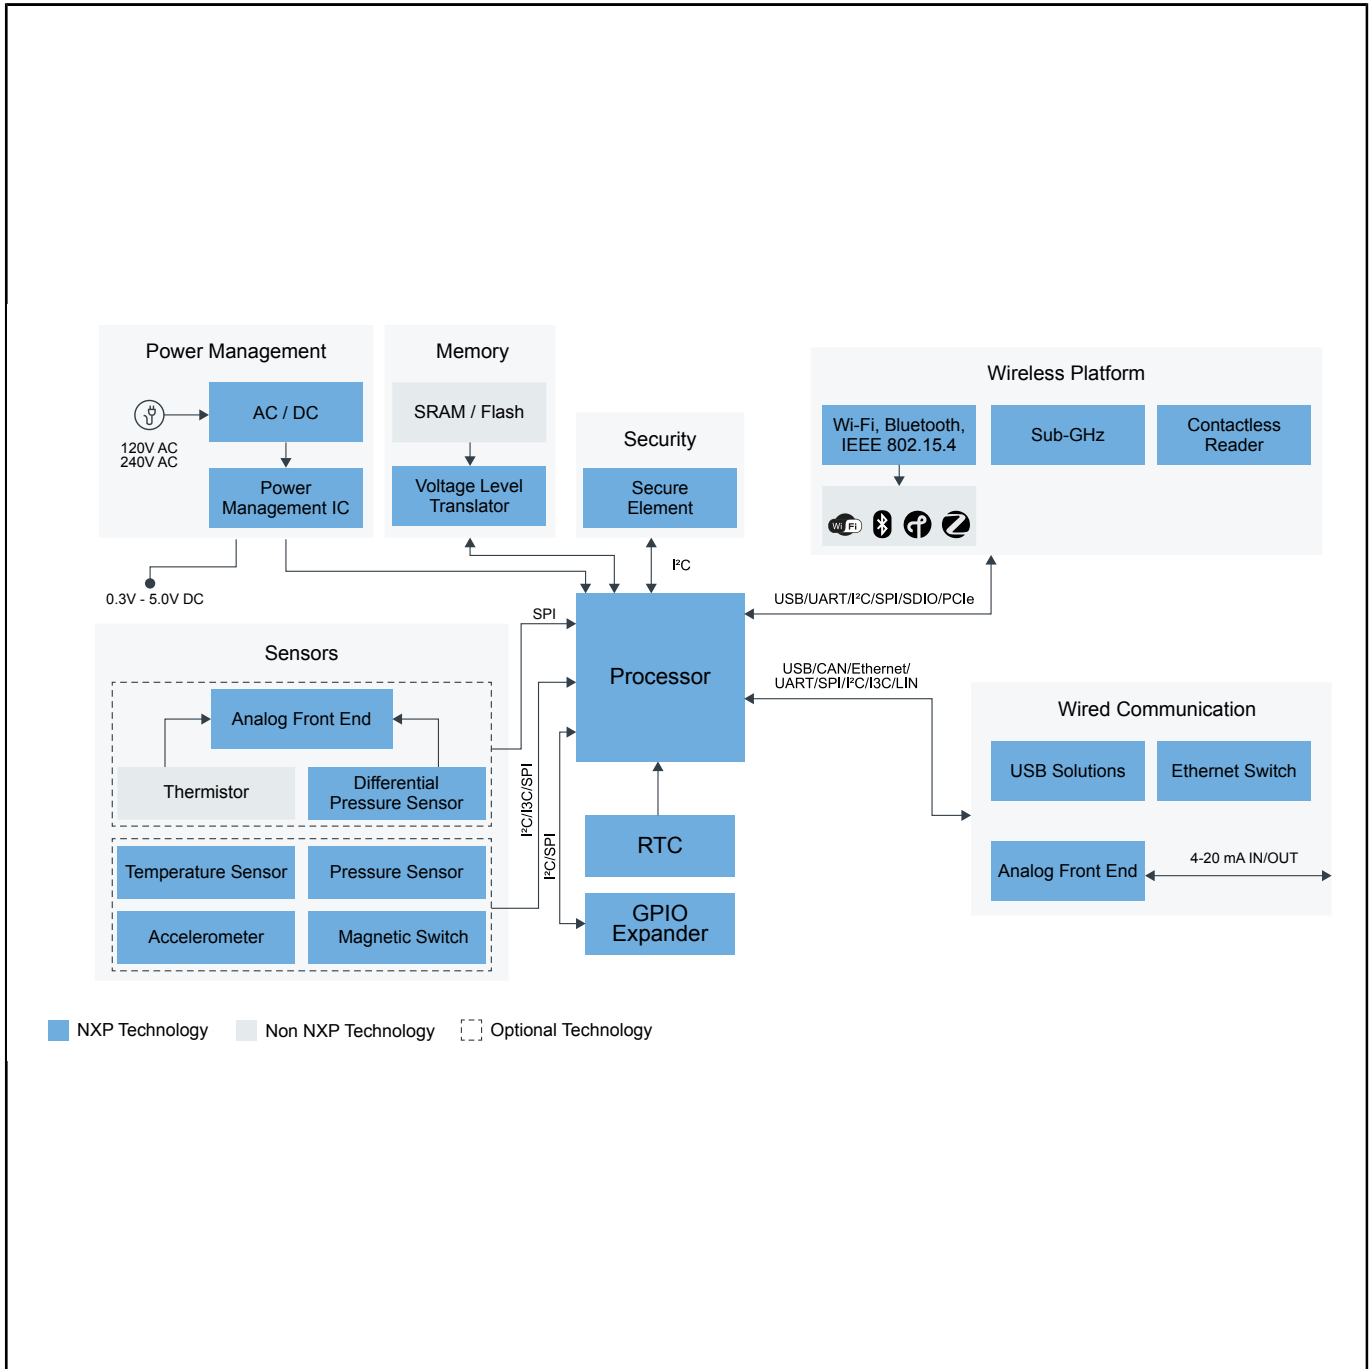 Power Management
AC / DC
120V AC
240V AC
Power
Management IC
0.3V - 5.0V DC
Memory
SRAM / Flash
Voltage Level
Translator
Security
Secure
Element
I²C
Wireless Platform
Wi-Fi, Bluetooth,
IEEE 802.15.4
Sub-GHz
Contactless
Reader
Wi Fi
USB/UART/I²C/SPI/SDIO/PCIe
SPI
Sensors
Analog Front End
Thermistor
Differential
Pressure Sensor
Temperature Sensor
Pressure Sensor
Accelerometer
Magnetic Switch
I²C/I3C/SPI
I²C/SPI
Processor
RTC
GPIO
Expander
USB/CAN/Ethernet/
UART/SPI/I²C/I3C/LIN
Wired Communication
USB Solutions
Ethernet Switch
Analog Front End
4-20 mA IN/OUT
NXP Technology
Non NXP Technology
Optional Technology